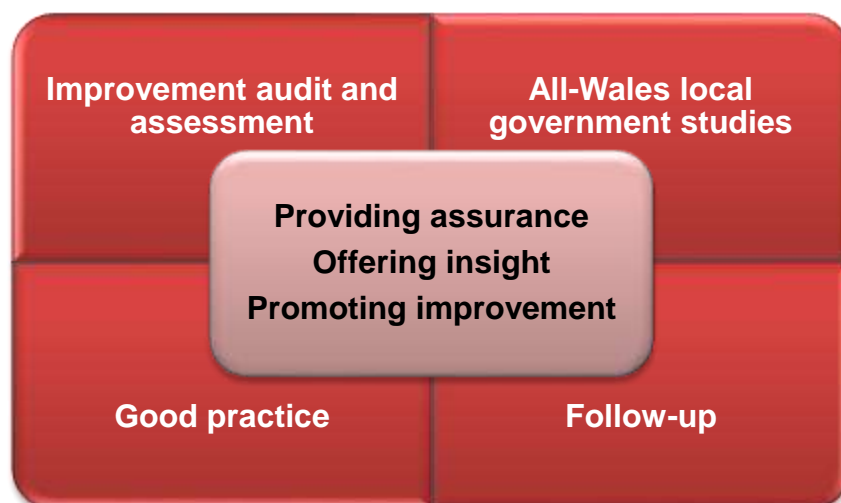 Improvement audit and
assessment
All-Wales local
government studies
Providing assurance
Offering insight
Promoting improvement
Good practice
Follow-up